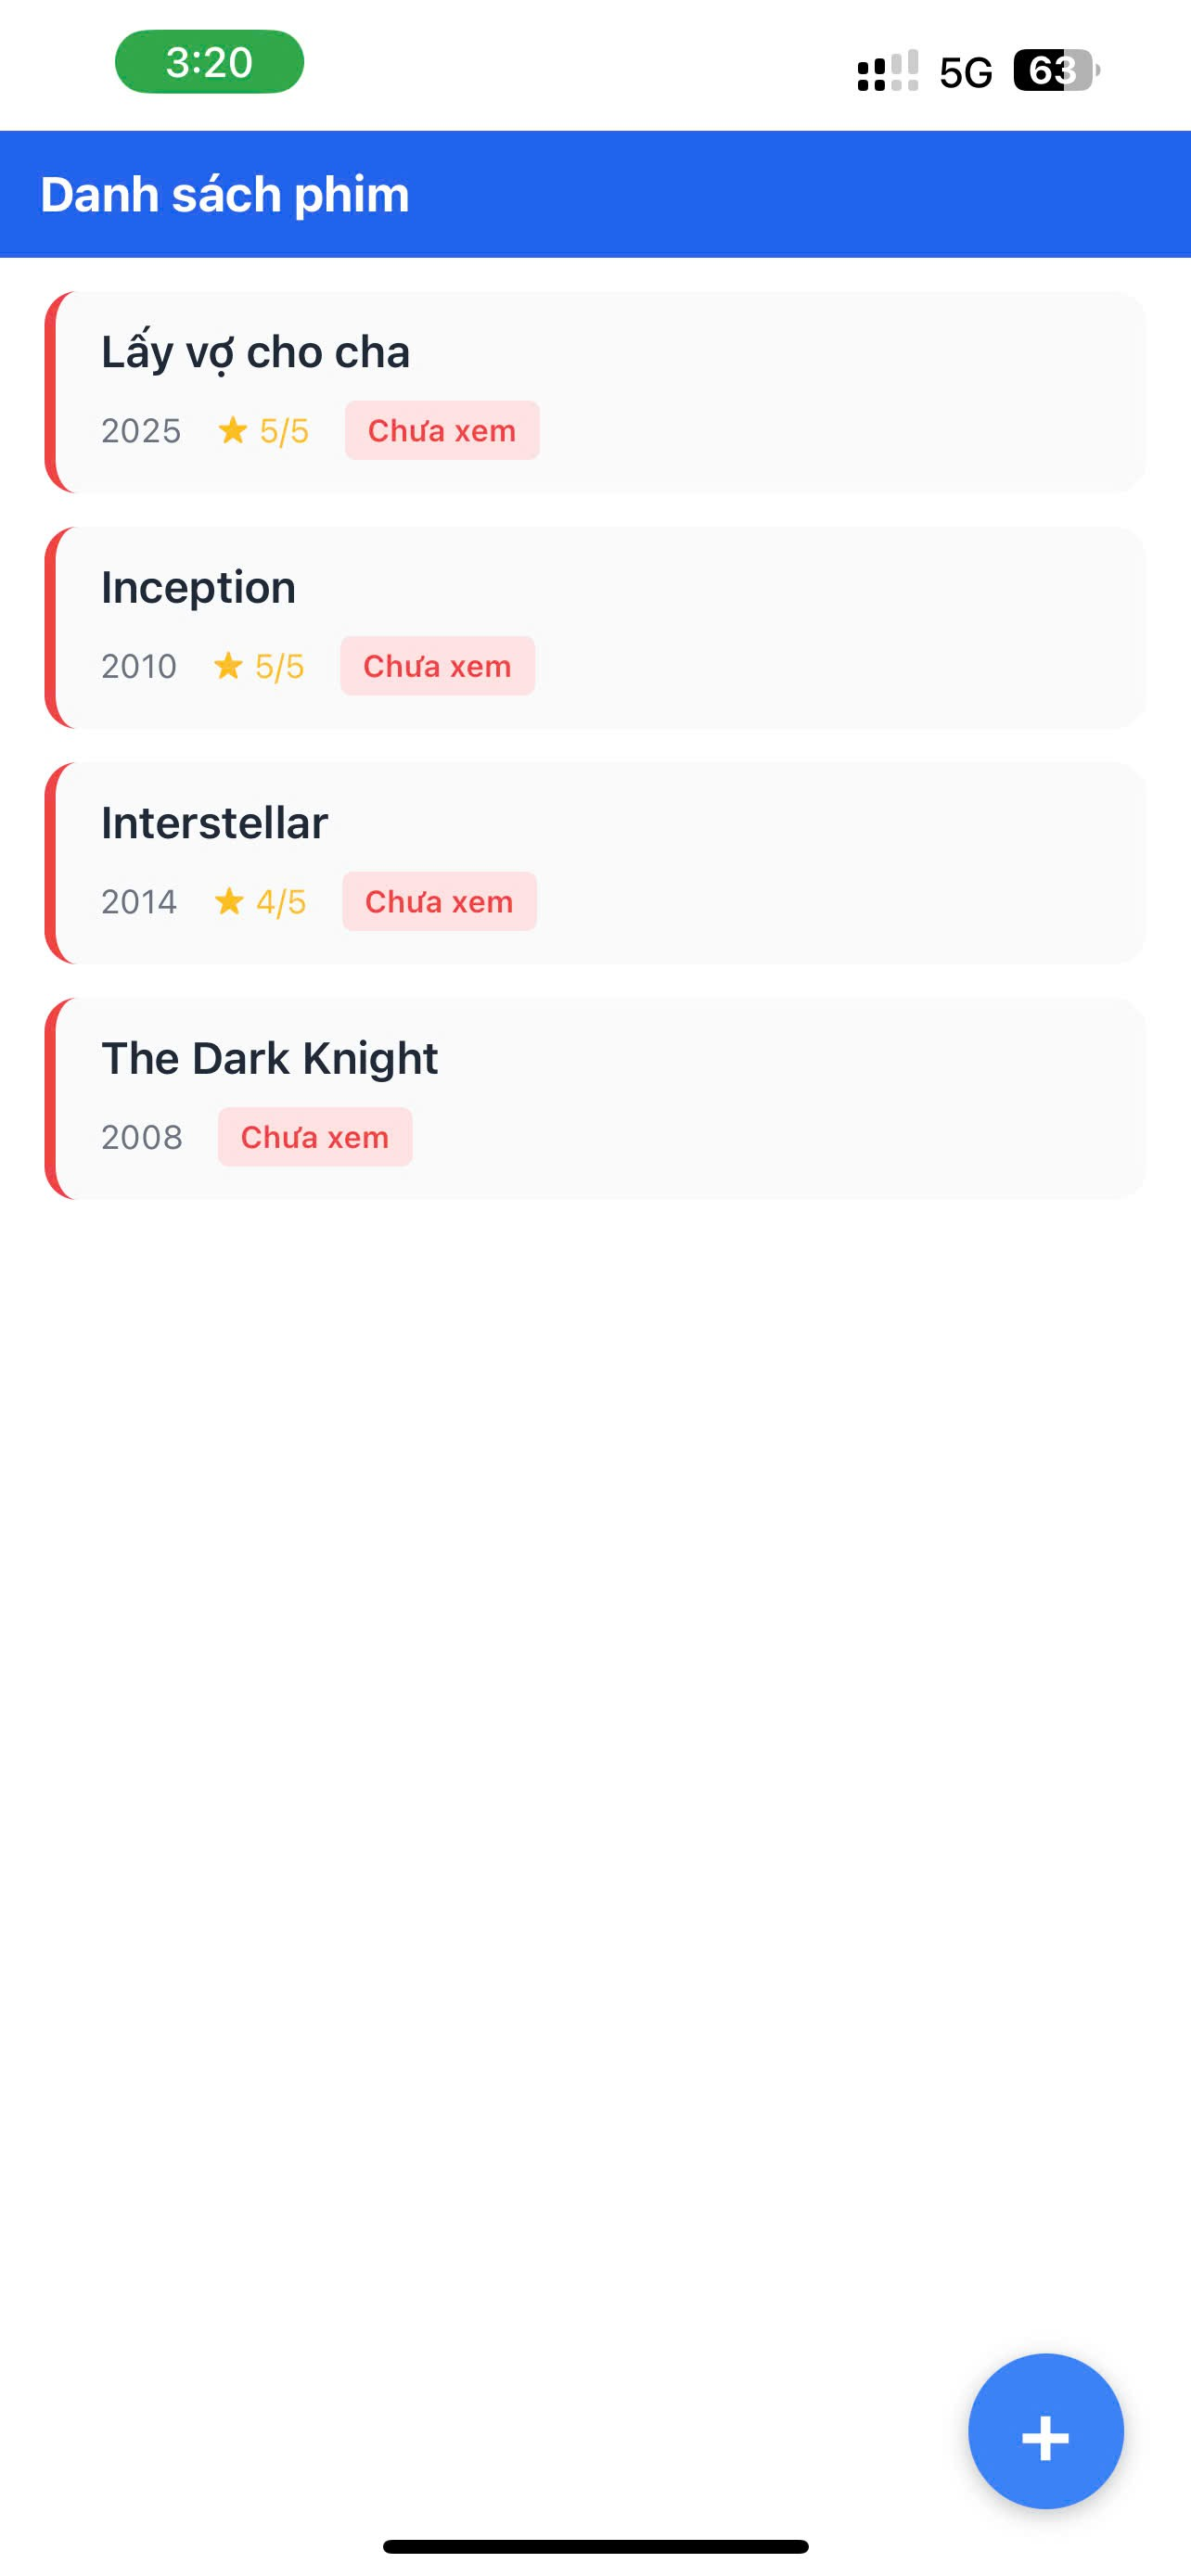 3:20 5G 63
Danh sách phim
Lấy vợ cho cha
2025 ★ 5/5 Chưa xem
Inception
2010 ★ 5/5 Chưa xem
Interstellar
2014 ★ 4/5 Chưa xem
The Dark Knight
2008 Chưa xem
+